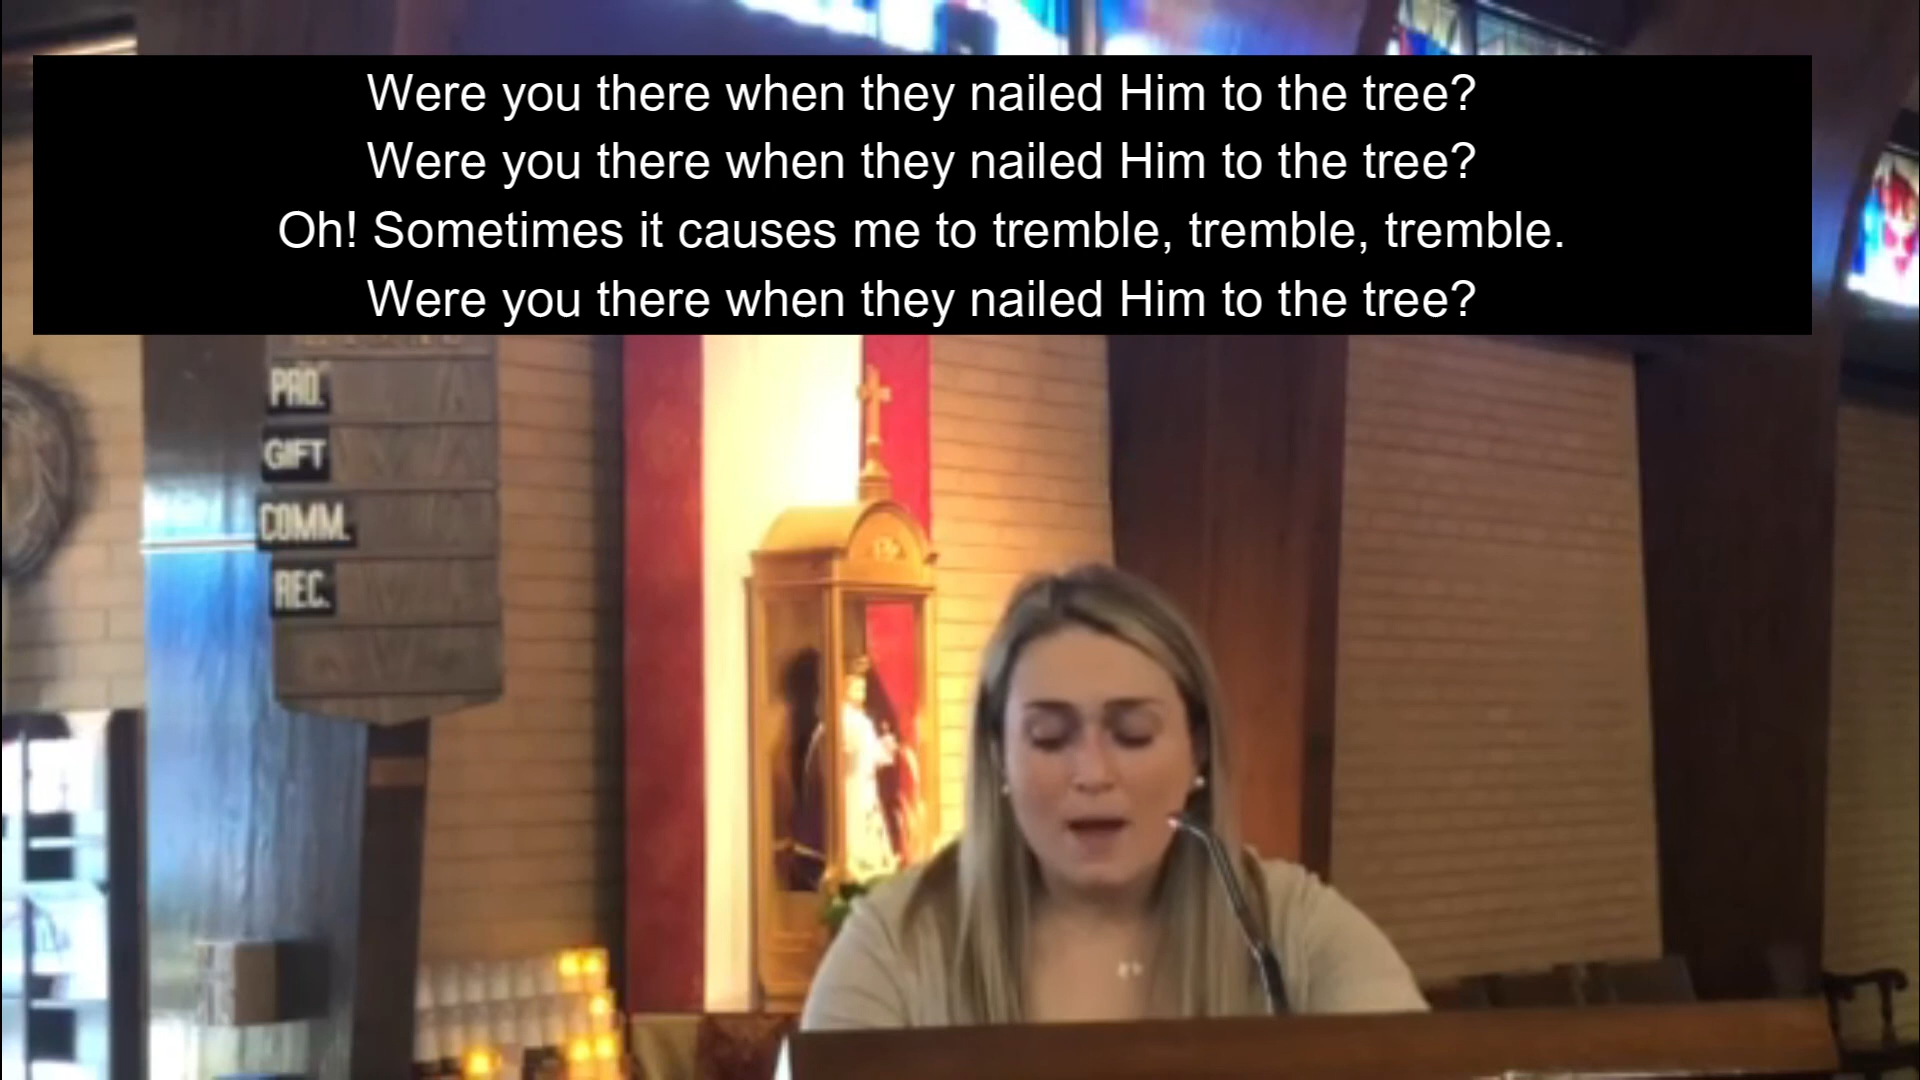 Were you there when they nailed Him to the tree?
Were you there when they nailed Him to the tree?
Oh! Sometimes it causes me to tremble, tremble, tremble.
Were you there when they nailed Him to the tree?
PRO.
GIFT
COMM.
REC.